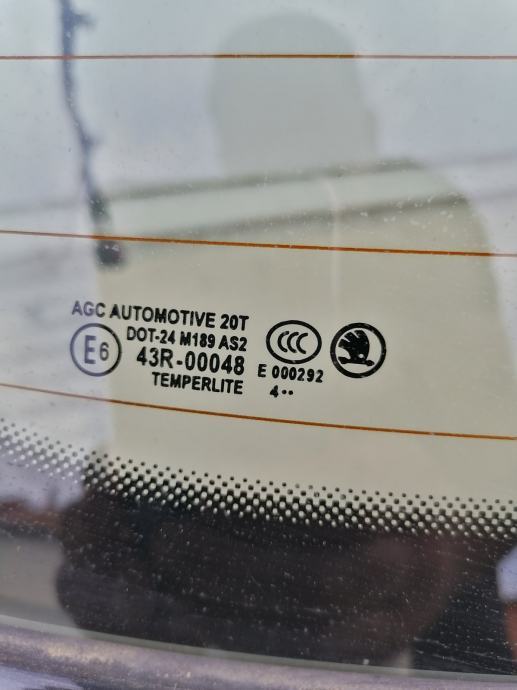 AGC AUTOMOTIVE 20T
DOT-24 M189 AS2
E6
43R-00048
TEMPERLITE
CCC
E 000292
4··